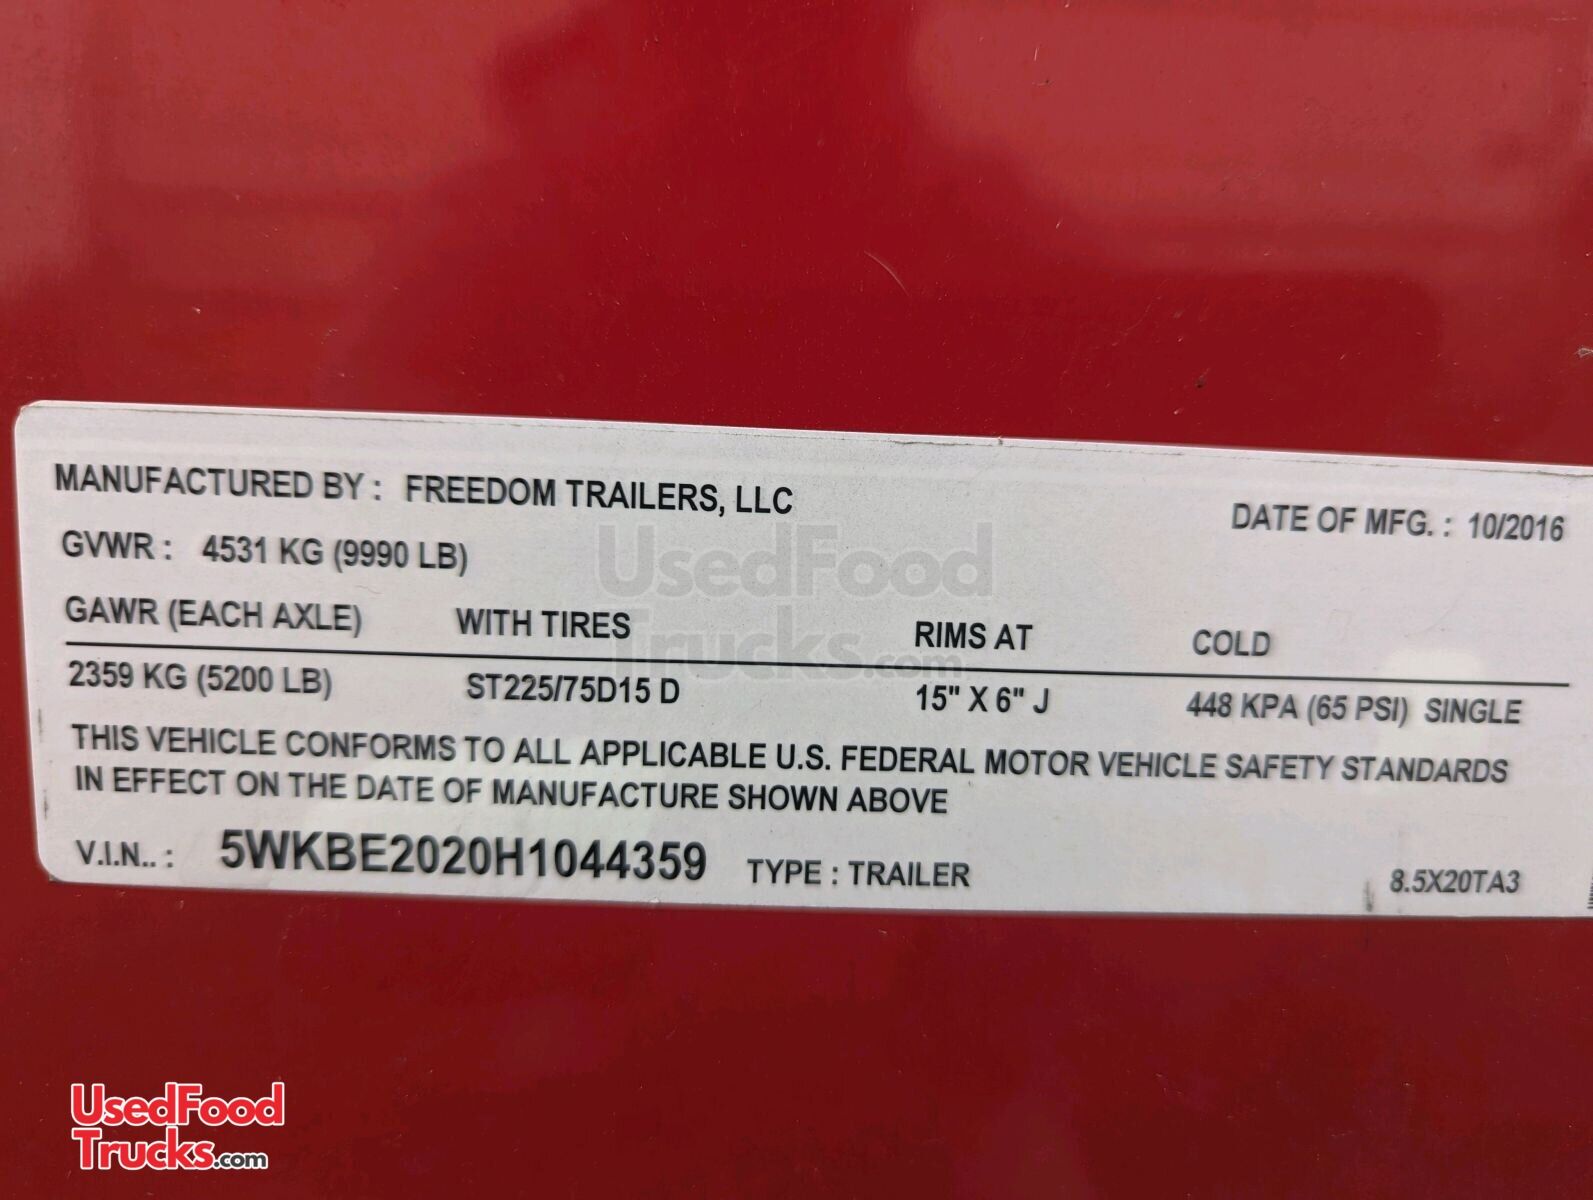 MANUFACTURED BY : FREEDOM TRAILERS, LLC
DATE OF MFG. : 10/2016
GVWR : 4531 KG (9990 LB)
GAWR (EACH AXLE) WITH TIRES RIMS AT COLD
2359 KG (5200 LB) ST225/75D15 D 15" X 6" J 448 KPA (65 PSI) SINGLE
THIS VEHICLE CONFORMS TO ALL APPLICABLE U.S. FEDERAL MOTOR VEHICLE SAFETY STANDARDS
IN EFFECT ON THE DATE OF MANUFACTURE SHOWN ABOVE
V.I.N.. : 5WKBE2020H1044359 TYPE : TRAILER 8.5X20TA3
UsedFood
Trucks.com
UsedFood
Trucks.com